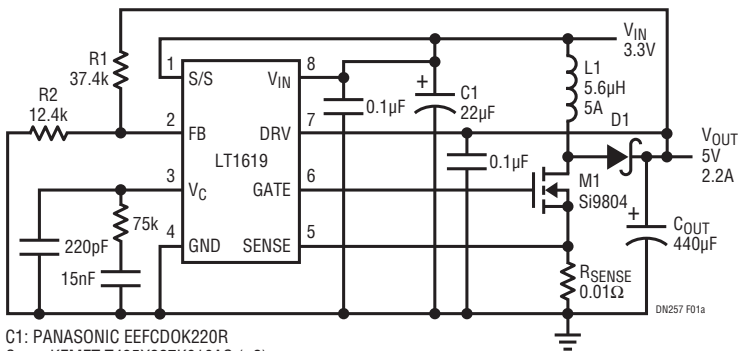 R1
37.4k
R2
12.4k
1
S/S
2
FB
3
VC
4
GND
LT1619
VIN
8
DRV
7
GATE
6
SENSE
5
220pF
75k
15nF
0.1µF
+
C1
22µF
0.1µF
VIN
3.3V
L1
5.6µH
5A
D1
M1
Si9804
RSENSE
0.01Ω
VOUT
5V
2.2A
+
COUT
440µF
DN257 F01a
C1: PANASONIC EEFCDOK220R